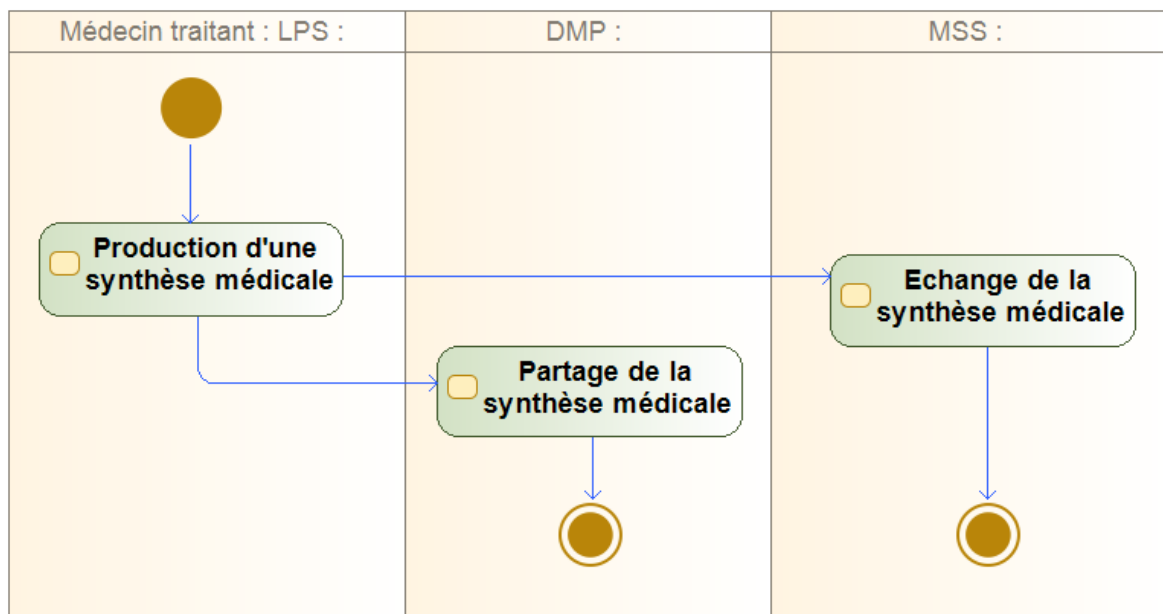 Médecin traitant : LPS :
DMP :
MSS :
Production d'une
synthèse médicale
Echange de la
synthèse médicale
Partage de la
synthèse médicale